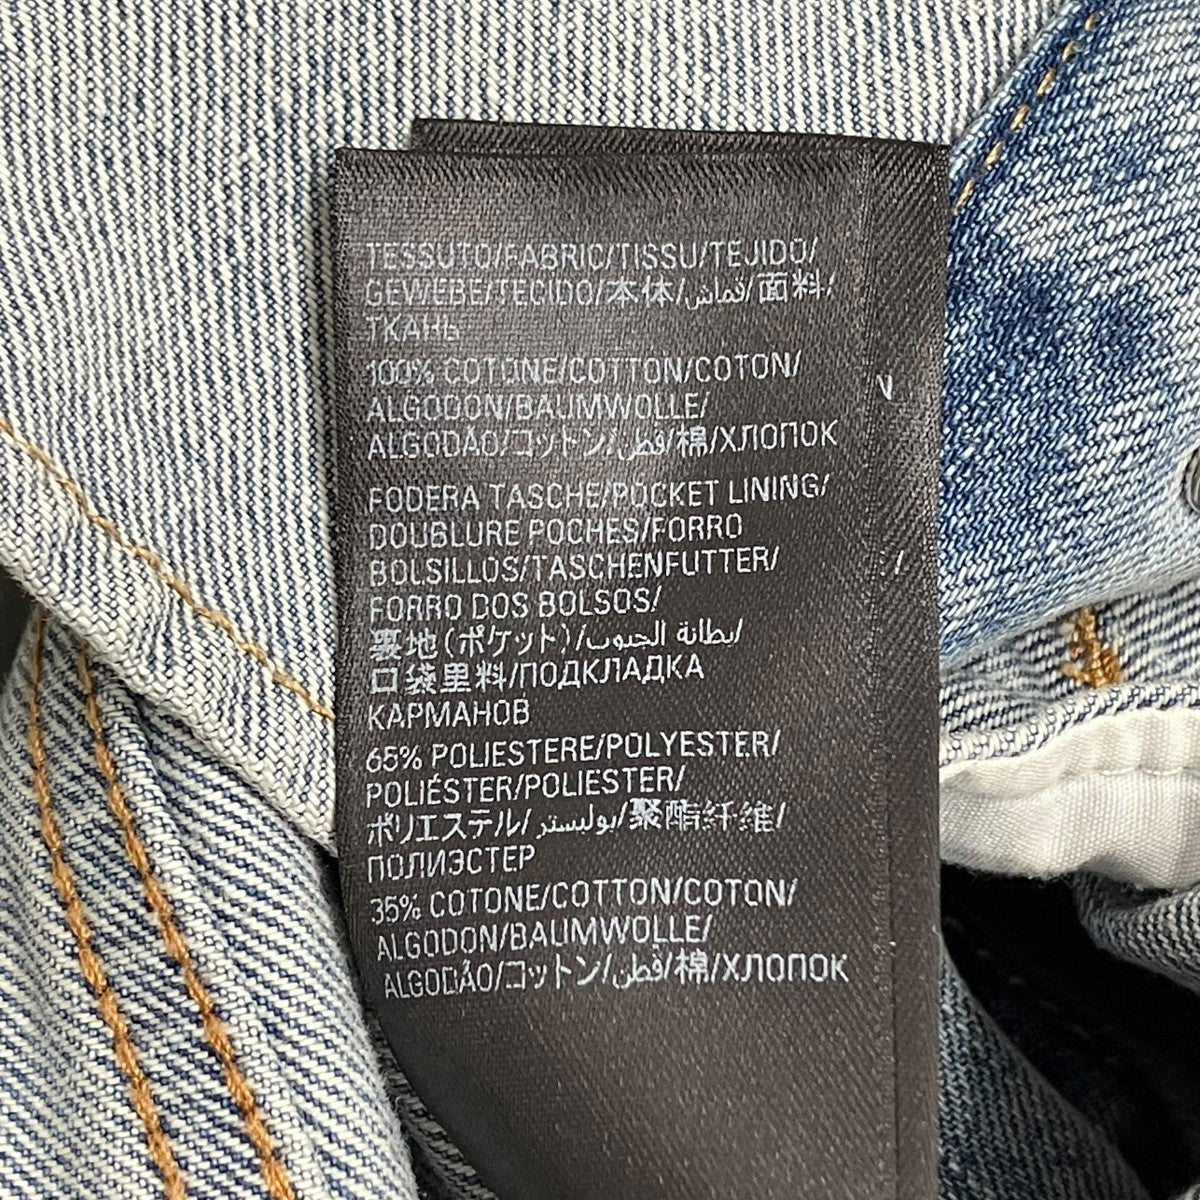 TESSUTO/FABRIC/TISSU/TEJIDO/
GEWEBE/TECIDO/本体/قماش/面料/
ТКАНЬ
100% COTONE/COTTON/COTON/
ALGODON/BAUMWOLLE/
ALGODÃO/コットン/قطن/棉/ХЛОПОК
FODERA TASCHE/POCKET LINING/
DOUBLURE POCHES/FORRO
BOLSILLOS/TASCHENFUTTER/
FORRO DOS BOLSOS/
裏地(ポケット)/بطانة الجيوب/
口袋里料/ПОДКЛАДКА
КАРМАНОВ
65% POLIESTERE/POLYESTER/
POLIÉSTER/POLIESTER/
ポリエステル/بوليستر/聚酯纤维/
ПОЛИЭСТЕР
35% COTONE/COTTON/COTON/
ALGODON/BAUMWOLLE/
ALGODÃO/コットン/قطن/棉/ХЛОПОК